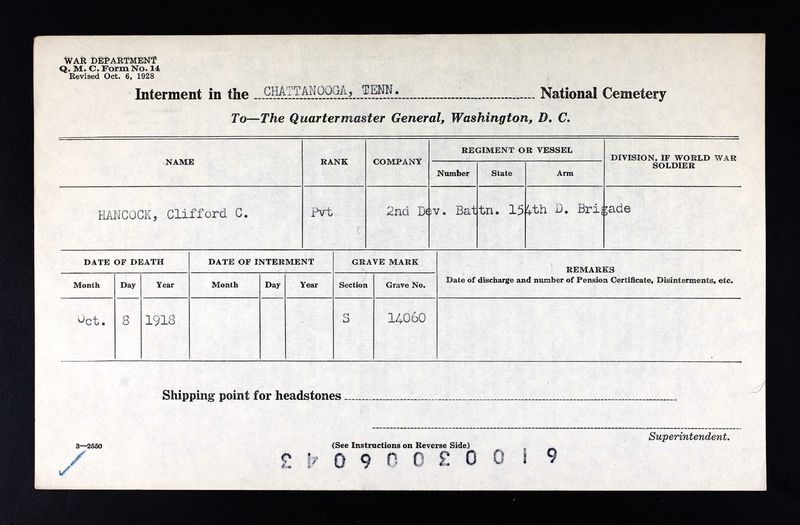 WAR DEPARTMENT
Q. M. C. Form No. 14
Revised Oct. 6, 1928
Interment in the CHATTANOOGA, TENN. National Cemetery
To—The Quartermaster General, Washington, D. C.
NAME RANK COMPANY REGIMENT OR VESSEL DIVISION, IF WORLD WAR SOLDIER
Number State Arm
HANCOCK, Clifford C. Pvt 2nd Dev. Battn. 154th D. Brigade
DATE OF DEATH DATE OF INTERMENT GRAVE MARK REMARKS
Date of discharge and number of Pension Certificate, Disinterments, etc.
Month Day Year Month Day Year Section Grave No.
Oct. 8 1918 S 14060
Shipping point for headstones
Superintendent.
3—2550
(See Instructions on Reverse Side)